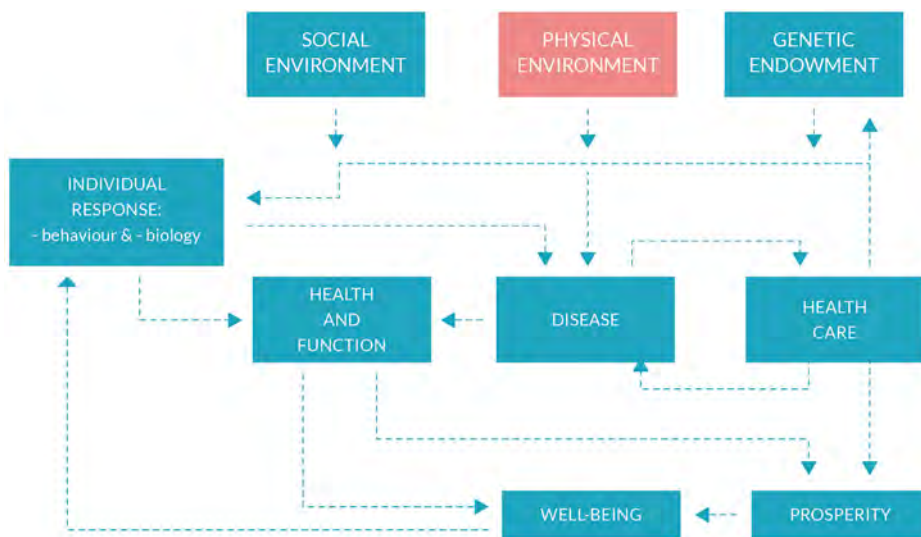 SOCIAL
ENVIRONMENT
PHYSICAL
ENVIRONMENT
GENETIC
ENDOWMENT
INDIVIDUAL
RESPONSE:
- behaviour & - biology
HEALTH
AND
FUNCTION
DISEASE
HEALTH
CARE
WELL-BEING
PROSPERITY